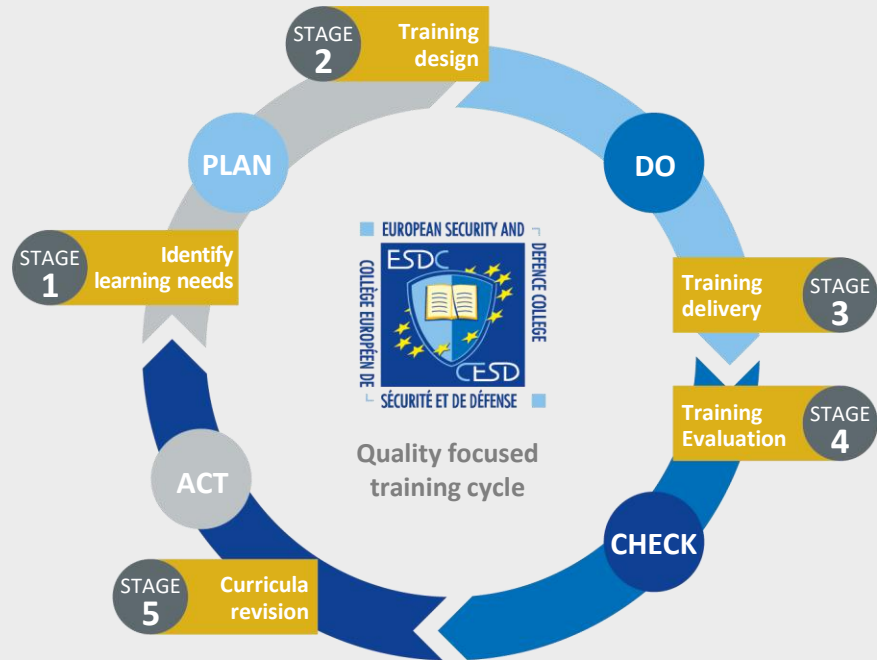 STAGE
1
Identify
learning needs
PLAN
STAGE
2
Training
design
DO
Training
delivery
STAGE
3
Training
Evaluation
STAGE
4
CHECK
STAGE
5
Curricula
revision
ACT
EUROPEAN SECURITY AND
DEFENCE COLLEGE
COLLÈGE EUROPÉEN DE
SÉCURITÉ ET DE DÉFENSE
ESDC
CESD
Quality focused
training cycle